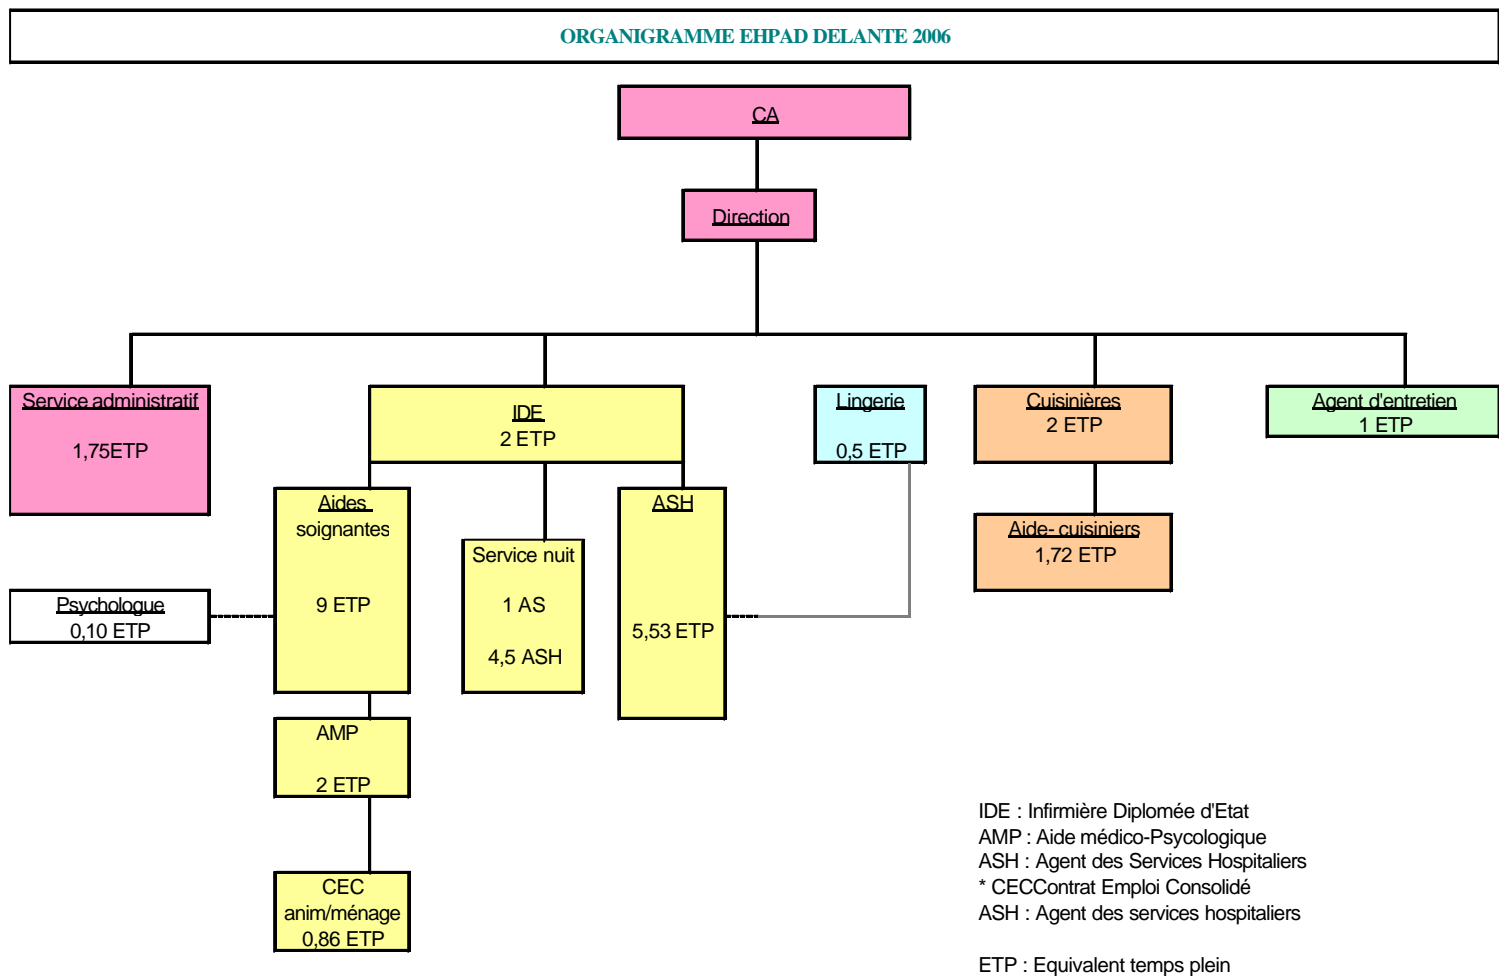 ORGANIGRAMME EHPAD DELANTE 2006
CA
Direction
Service administratif
1,75ETP
IDE
2 ETP
Lingerie
0,5 ETP
Cuisinières
2 ETP
Agent d'entretien
1 ETP
Aides
soignantes
9 ETP
Service nuit
1 AS
4,5 ASH
ASH
5,53 ETP
Aide- cuisiniers
1,72 ETP
Psychologue
0,10 ETP
AMP
2 ETP
CEC
anim/ménage
0,86 ETP
IDE : Infirmière Diplomée d'Etat
AMP : Aide médico-Psycologique
ASH : Agent des Services Hospitaliers
* CECContrat Emploi Consolidé
ASH : Agent des services hospitaliers
ETP : Equivalent temps plein